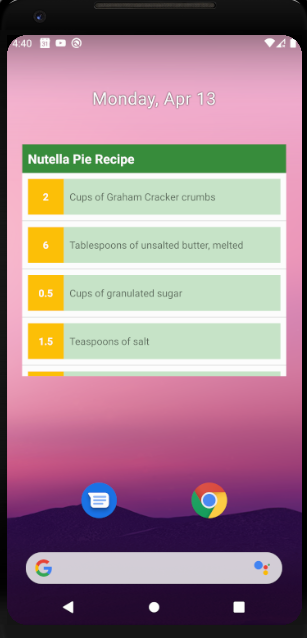 4:40
31
Monday, Apr 13
Nutella Pie Recipe
2 Cups of Graham Cracker crumbs
6 Tablespoons of unsalted butter, melted
0.5 Cups of granulated sugar
1.5 Teaspoons of salt
G